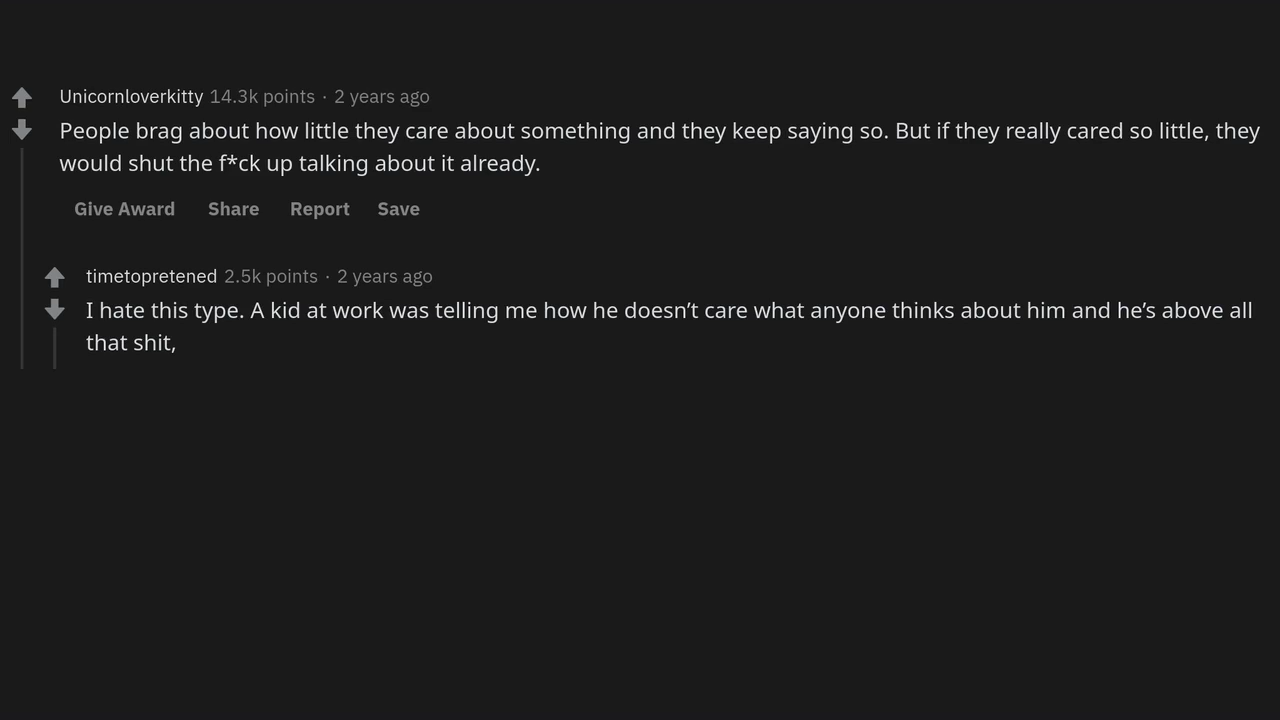 Unicornloverkitty 14.3k points · 2 years ago
People brag about how little they care about something and they keep saying so. But if they really cared so little, they
would shut the f*ck up talking about it already.
Give Award Share Report Save
timetopretened 2.5k points · 2 years ago
I hate this type. A kid at work was telling me how he doesn’t care what anyone thinks about him and he’s above all
that shit,